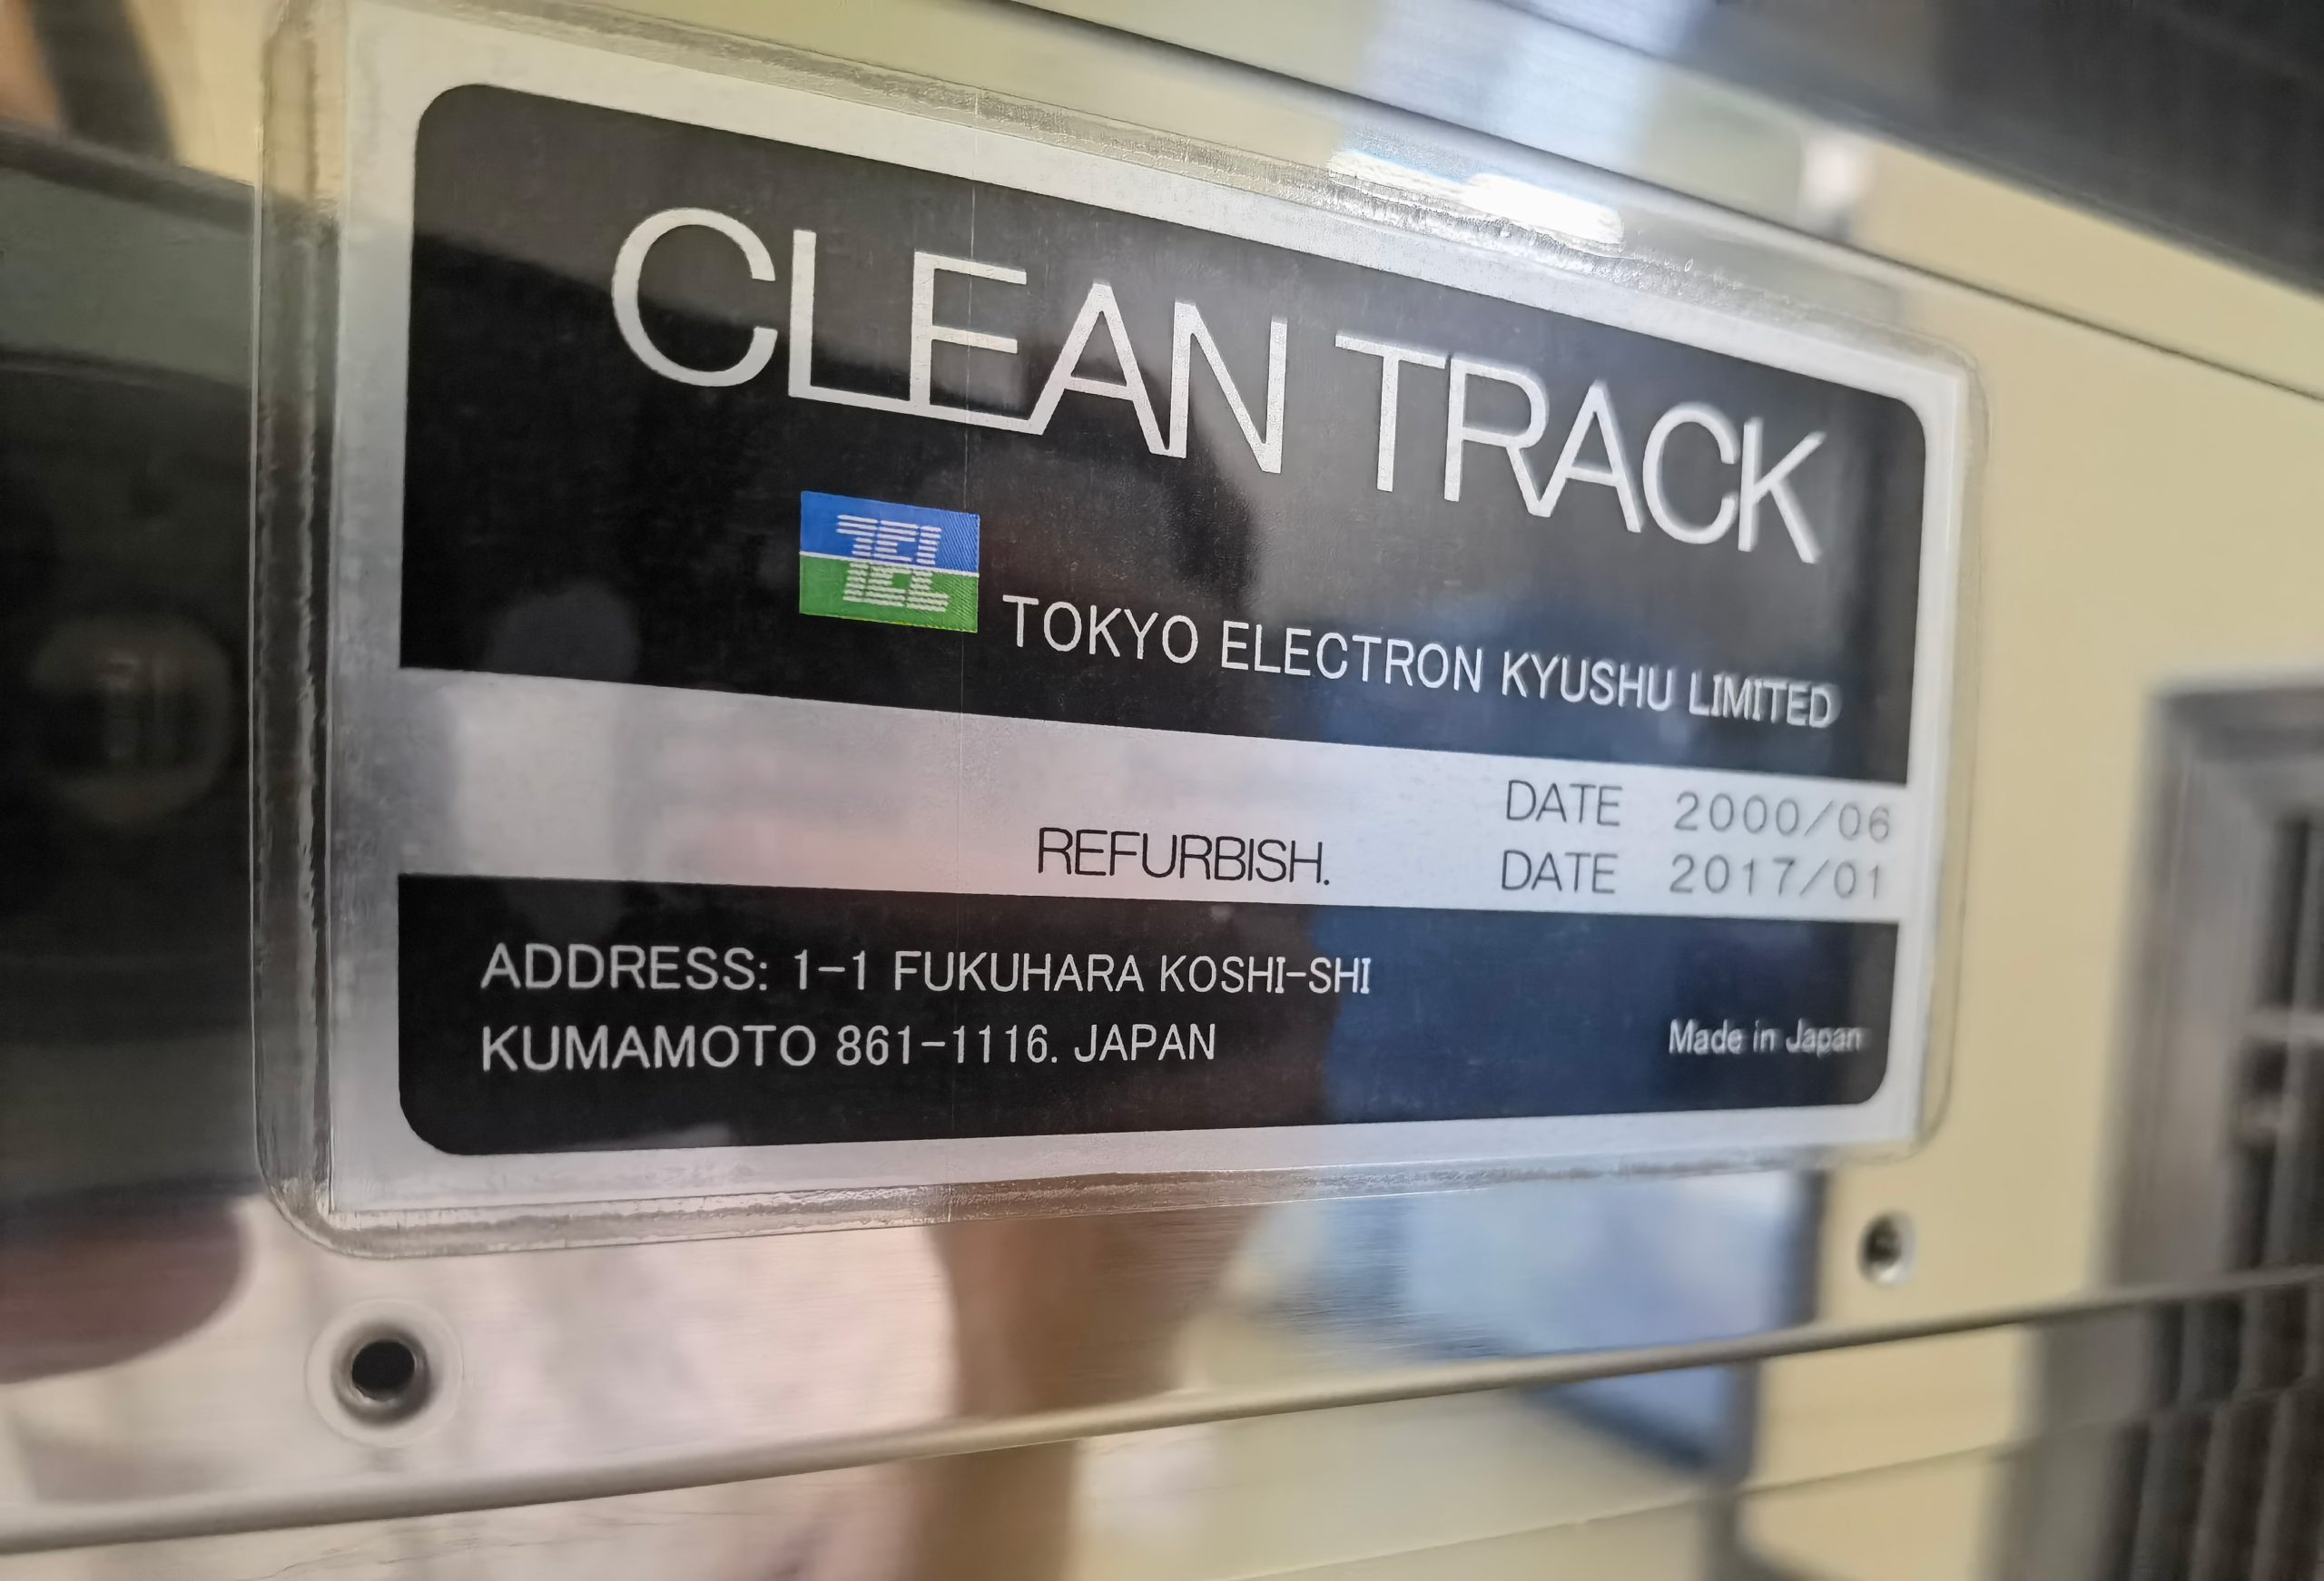 CLEAN TRACK
TEL
TOKYO ELECTRON KYUSHU LIMITED
DATE 2000/06
REFURBISH. DATE 2017/01
ADDRESS: 1-1 FUKUHARA KOSHI-SHI
KUMAMOTO 861-1116. JAPAN
Made in Japan